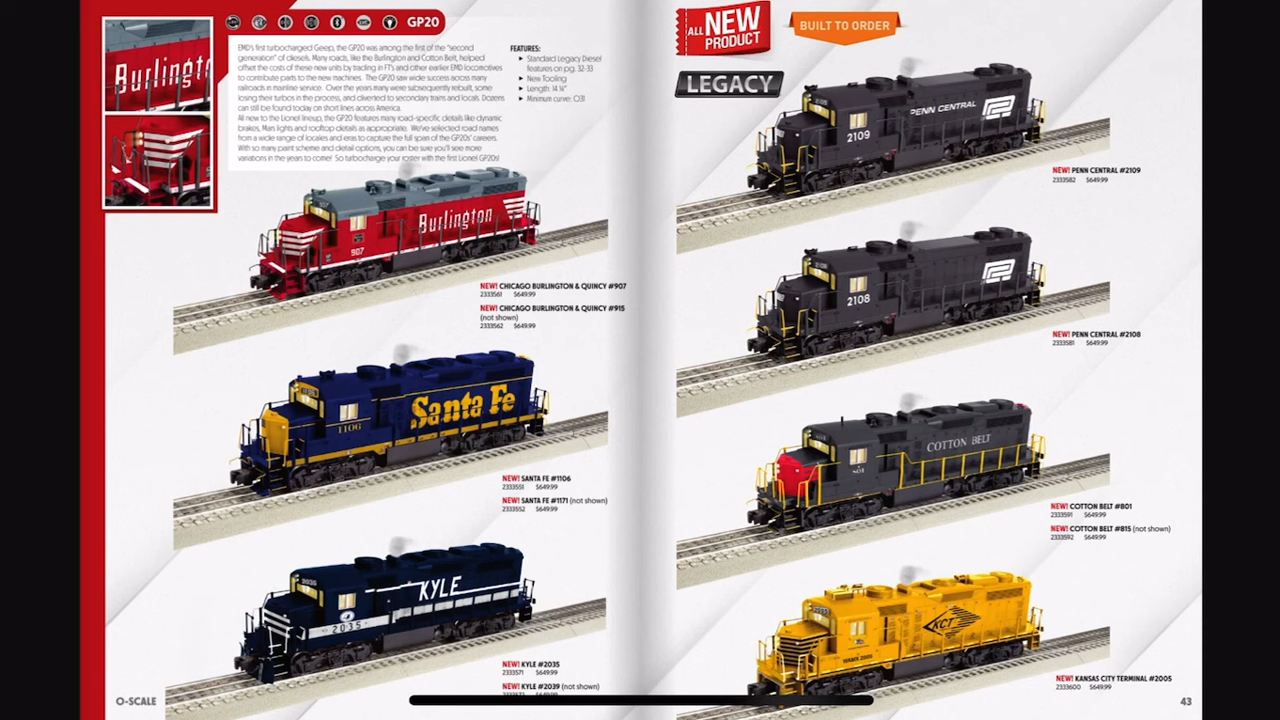 GP20
EMD's first turbocharged Geep, the GP20 was among the first of the "second
generation" of diesels. Many roads, like the Burlington and Cotton Belt, helped
offset the costs of these new units by trading in FT's and other earlier EMD locomotives
to contribute parts to the new machines. The GP20 saw wide success across many
railroads in mainline service. Over the years many were subsequently rebuilt, some
losing their turbos in the process, and diverted to secondary trains and locals. Dozens
can still be found today on short lines across America.
All new to the Lionel lineup, the GP20 features many road-specific details like dynamic
brakes, Mars lights and rooftop details as appropriate. We've selected road names
from a wide range of locales and eras to capture the full span of the GP20s' careers.
With so many paint scheme and detail options, you can be sure you'll see more
variations in the years to come! So turbocharge your roster with the first Lionel GP20s!
FEATURES:
► Standard Legacy Diesel
features on pg. 32-33
► New Tooling
► Length: 14 ¼"
► Minimum curve: O31
Burlingt
Burlington
907
NEW! CHICAGO BURLINGTON & QUINCY #907
2333561 $649.99
NEW! CHICAGO BURLINGTON & QUINCY #915
(not shown)
2333562 $649.99
Santa Fe
1106
NEW! SANTA FE #1106
2333551 $649.99
NEW! SANTA FE #1171 (not shown)
2333552 $649.99
2035
KYLE
2035
NEW! KYLE #2035
2333571 $649.99
NEW! KYLE #2039 (not shown)
O-SCALE
ALL NEW
PRODUCT
BUILT TO ORDER
LEGACY
PENN CENTRAL
2109
NEW! PENN CENTRAL #2109
2333582 $649.99
2108
NEW! PENN CENTRAL #2108
2333581 $649.99
COTTON BELT
801
NEW! COTTON BELT #801
2333591 $649.99
NEW! COTTON BELT #815 (not shown)
2333592 $649.99
KCT
WAMX 2005
NEW! KANSAS CITY TERMINAL #2005
2333600 $649.99
43